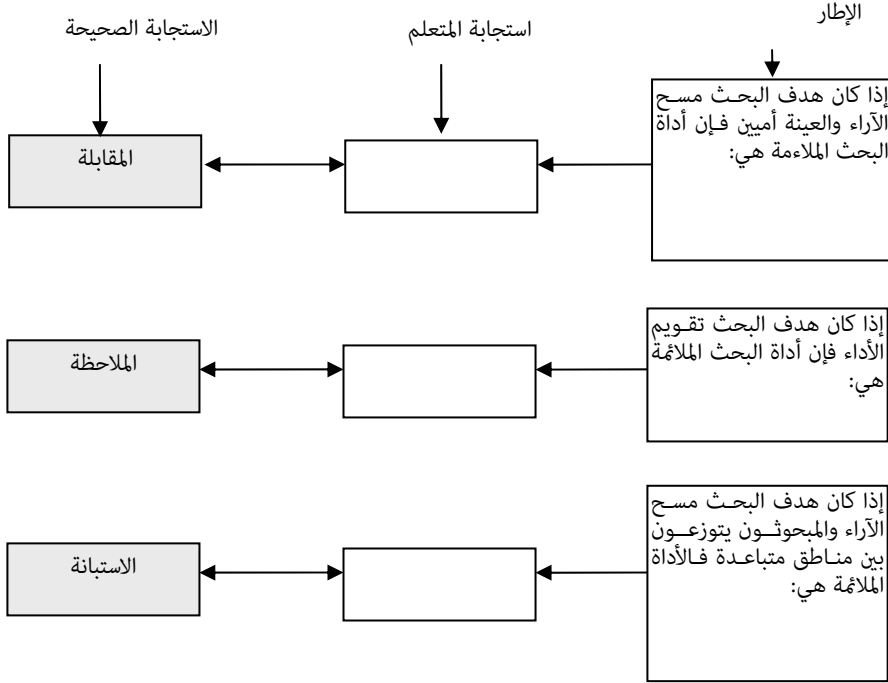 الإطار
استجابة المتعلم
الاستجابة الصحيحة
إذا كان هدف البحث مسح
الآراء والعينة أميين فإن أداة
البحث الملاءمة هي:
المقابلة
إذا كان هدف البحث تقويم
الأداء فإن أداة البحث الملائمة
هي:
الملاحظة
إذا كان هدف البحث مسح
الآراء والمبحوثون يتوزعون
بين مناطق متباعدة فالأداة
الملائمة هي:
الاستبانة